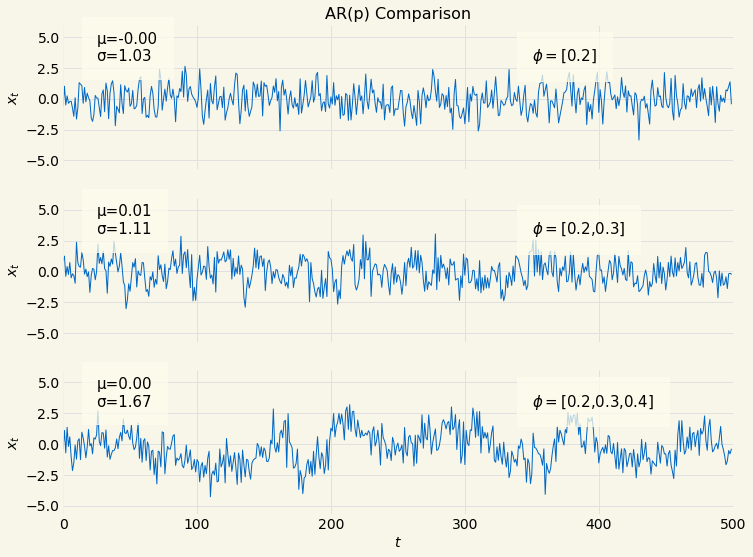 AR(p) Comparison
μ=-0.00
σ=1.03
ϕ = [0.2]
5.0
2.5
0.0
−2.5
−5.0
x_t
μ=0.01
σ=1.11
ϕ = [0.2,0.3]
5.0
2.5
0.0
−2.5
−5.0
x_t
μ=0.00
σ=1.67
ϕ = [0.2,0.3,0.4]
5.0
2.5
0.0
−2.5
−5.0
x_t
0 100 200 300 400 500
t